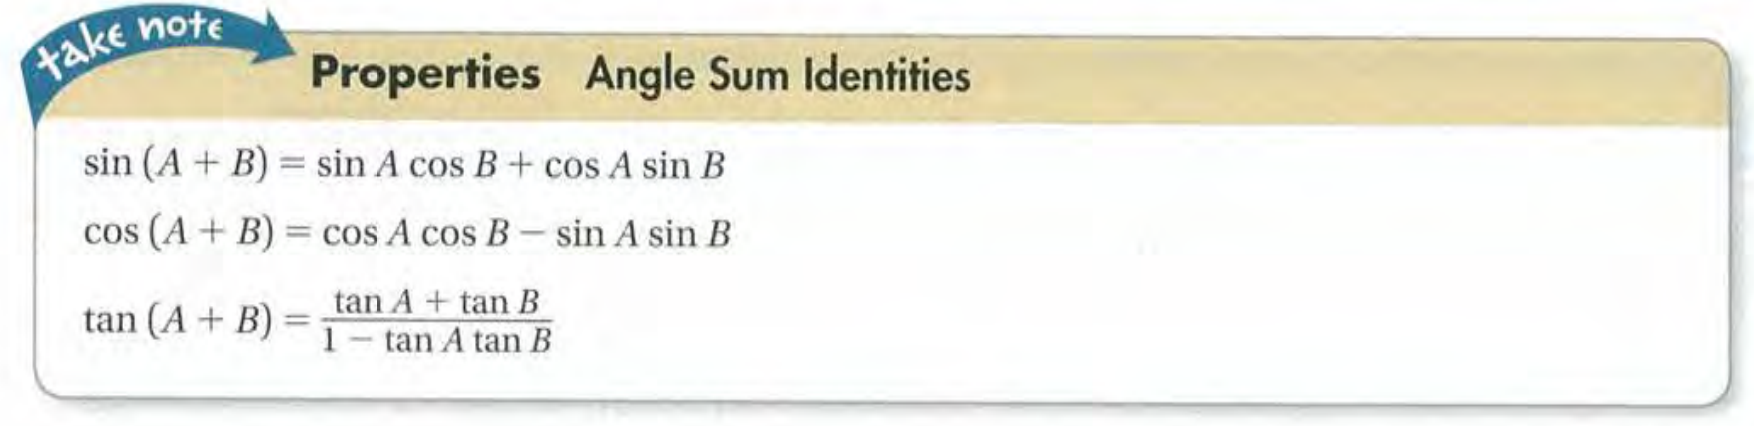 take note
Properties Angle Sum Identities
sin (A + B) = sin A cos B + cos A sin B
cos (A + B) = cos A cos B − sin A sin B
tan (A + B) = \frac{tan A + tan B}{1 − tan A tan B}